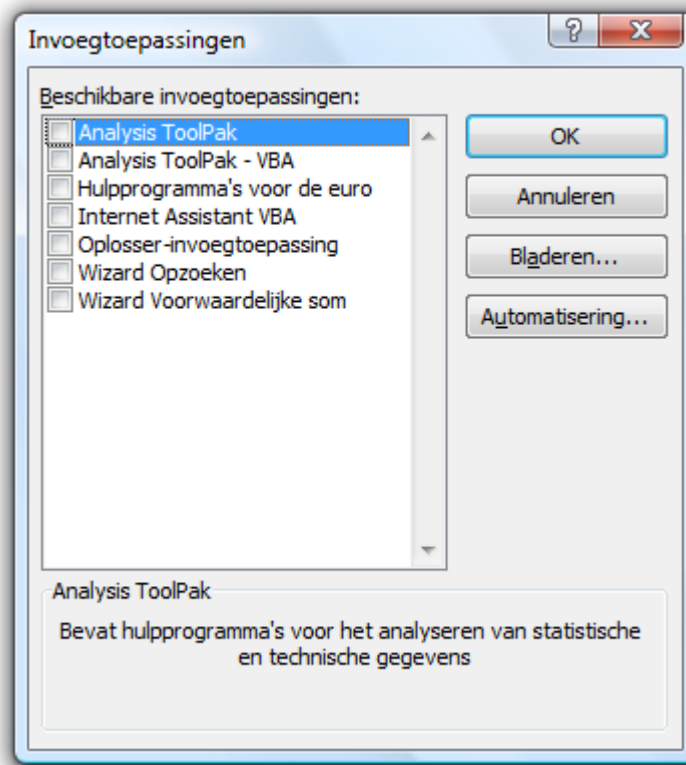 Invoegtoepassingen
Beschikbare invoegtoepassingen:
Analysis ToolPak
Analysis ToolPak - VBA
Hulpprogramma's voor de euro
Internet Assistant VBA
Oplosser-invoegtoepassing
Wizard Opzoeken
Wizard Voorwaardelijke som
OK
Annuleren
Bladeren...
Automatisering...
Analysis ToolPak
Bevat hulpprogramma's voor het analyseren van statistische
en technische gegevens